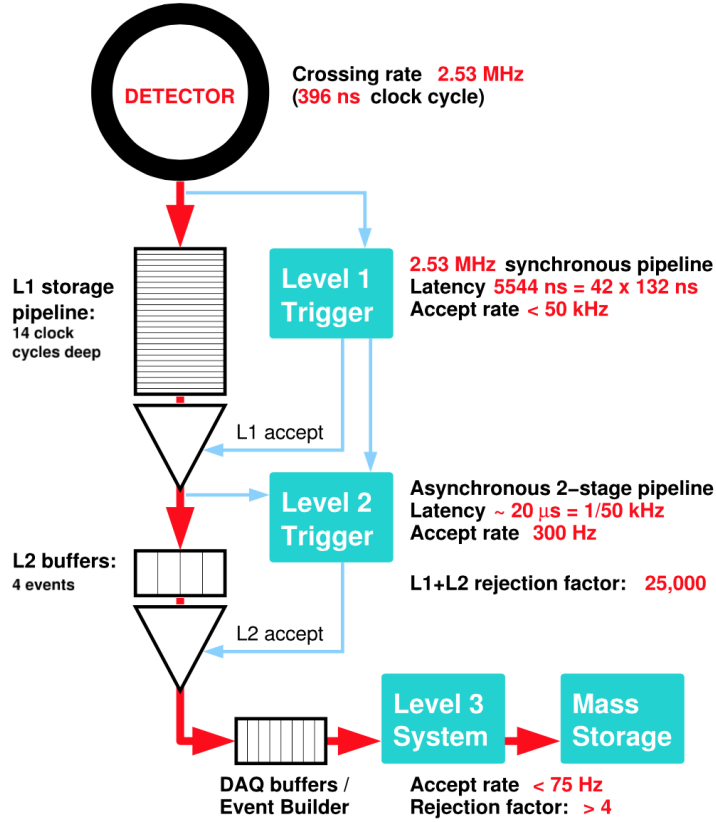 DETECTOR
Crossing rate 2.53 MHz
(396 ns clock cycle)
L1 storage
pipeline:
14 clock
cycles deep
Level 1
Trigger
2.53 MHz synchronous pipeline
Latency 5544 ns = 42 x 132 ns
Accept rate < 50 kHz
L1 accept
Level 2
Trigger
Asynchronous 2−stage pipeline
Latency ~ 20 µs = 1/50 kHz
Accept rate 300 Hz
L2 buffers:
4 events
L1+L2 rejection factor: 25,000
L2 accept
DAQ buffers /
Event Builder
Level 3
System
Mass
Storage
Accept rate < 75 Hz
Rejection factor: > 4